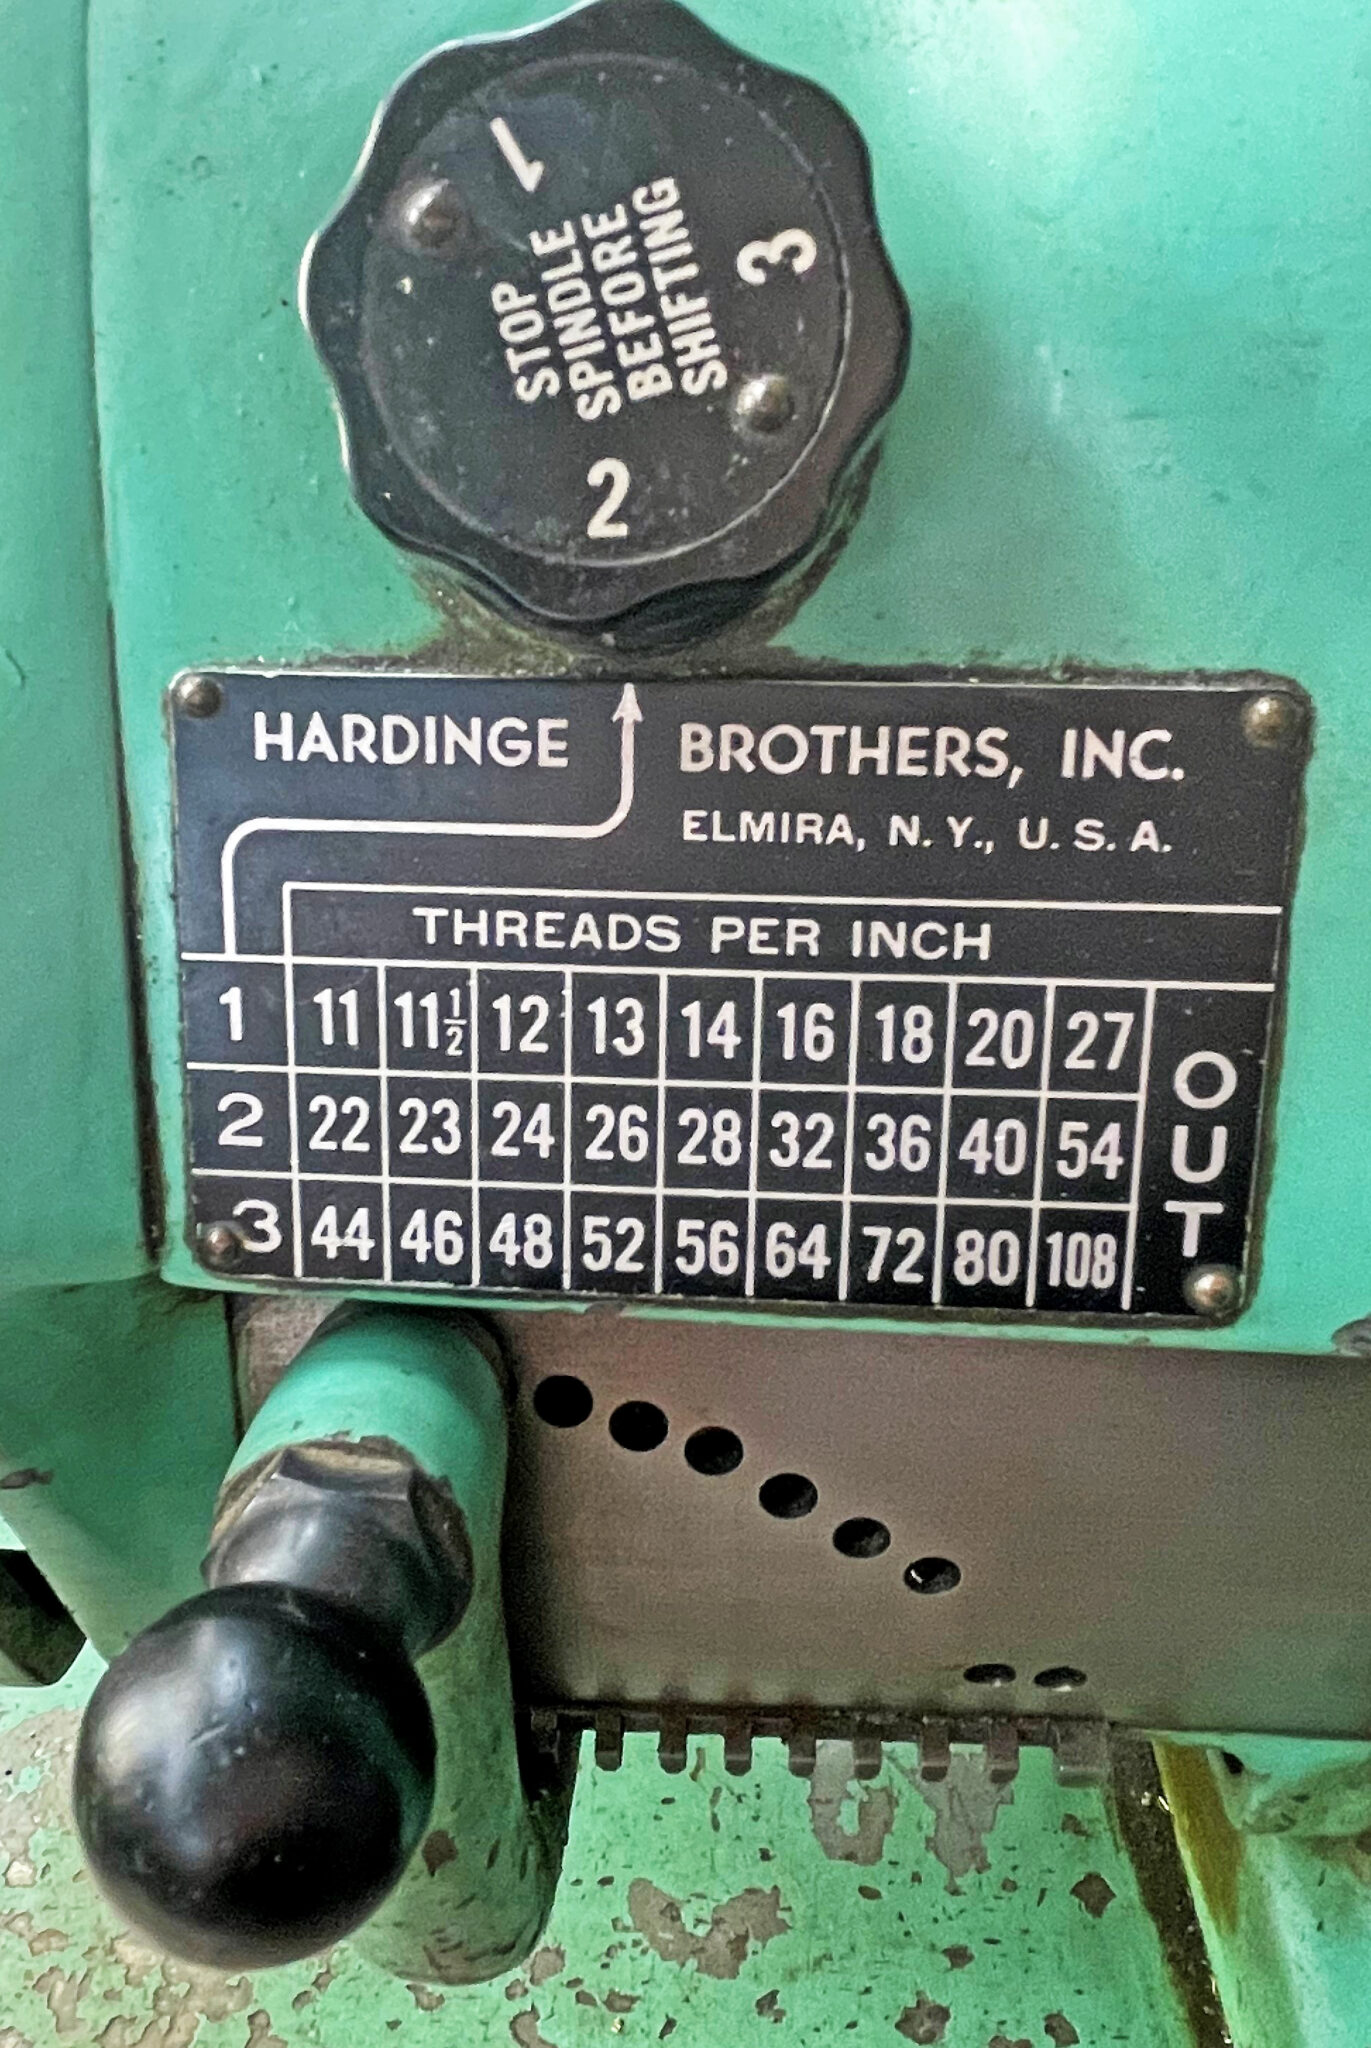 1
STOP
SPINDLE
BEFORE
SHIFTING
3
2
HARDINGE BROTHERS, INC.
ELMIRA, N. Y., U. S. A.
THREADS PER INCH
1 11 11½ 12 13 14 16 18 20 27
2 22 23 24 26 28 32 36 40 54
3 44 46 48 52 56 64 72 80 108
OUT